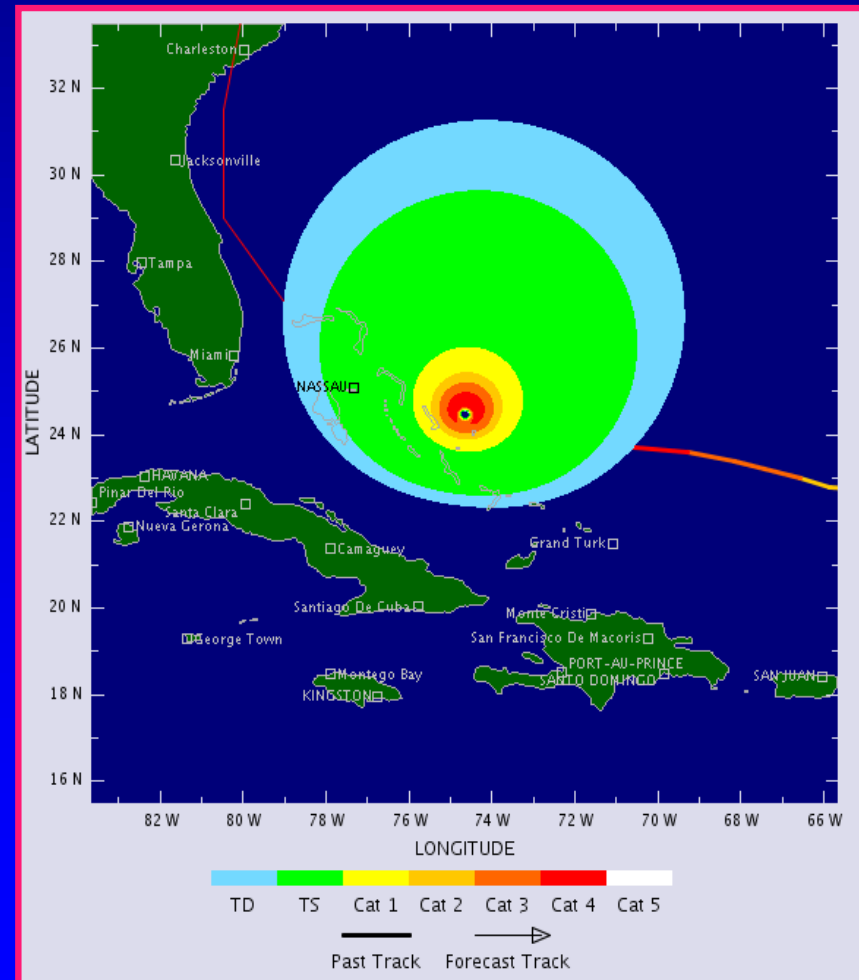 Charleston
32 N
Jacksonville
30 N
28 N
Tampa
26 N
Miami
NASSAU
24 N
LATITUDE
HAVANA
Pinar Del Rio
Santa Clara
22 N
Nueva Gerona
Camaguey
Grand Turk
20 N
Santiago De Cuba
Monte Cristi
George Town
San Francisco De Macoris
Montego Bay
PORT-AU-PRINCE
SANTO DOMINGO
SAN JUAN
18 N
KINGSTON
16 N
82 W 80 W 78 W 76 W 74 W 72 W 70 W 68 W 66 W
LONGITUDE
TD TS Cat 1 Cat 2 Cat 3 Cat 4 Cat 5
Past Track Forecast Track